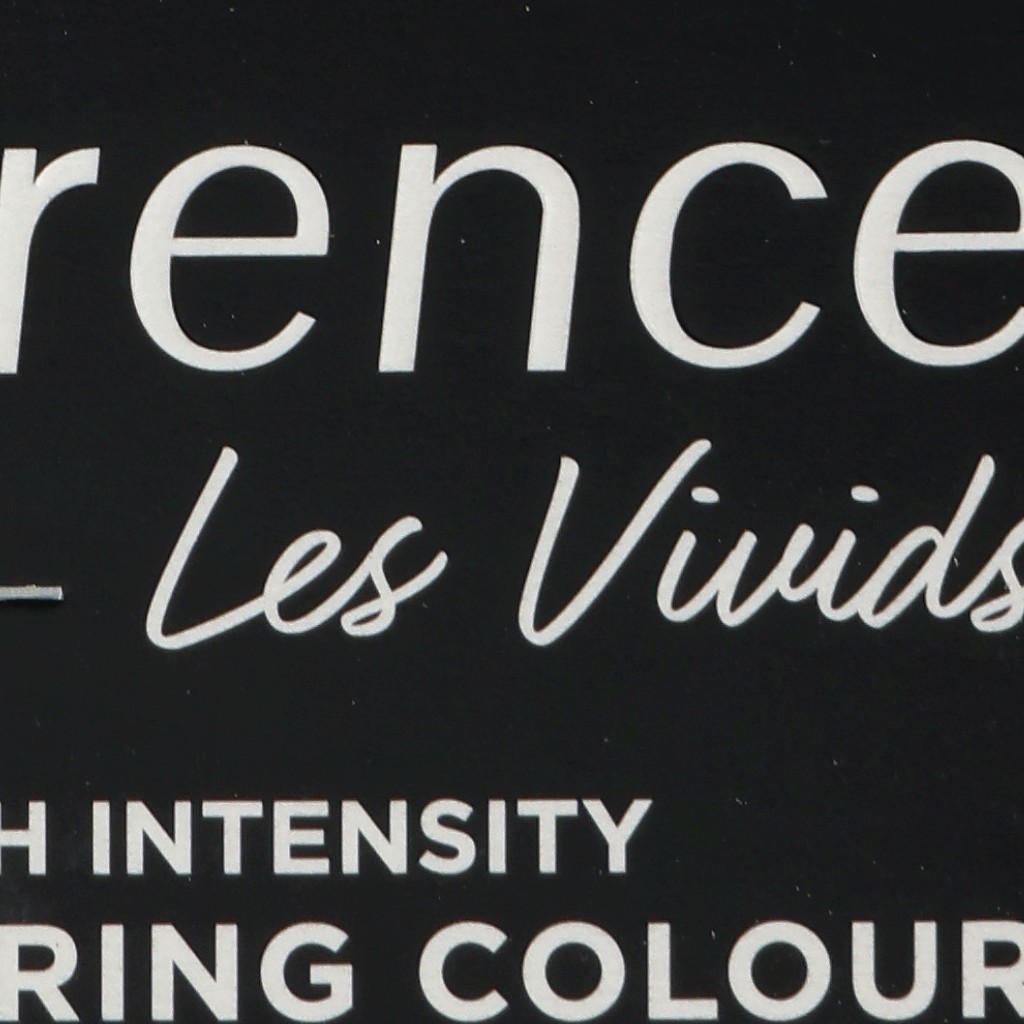 rence
Les Vivids
H INTENSITY
RING COLOUR